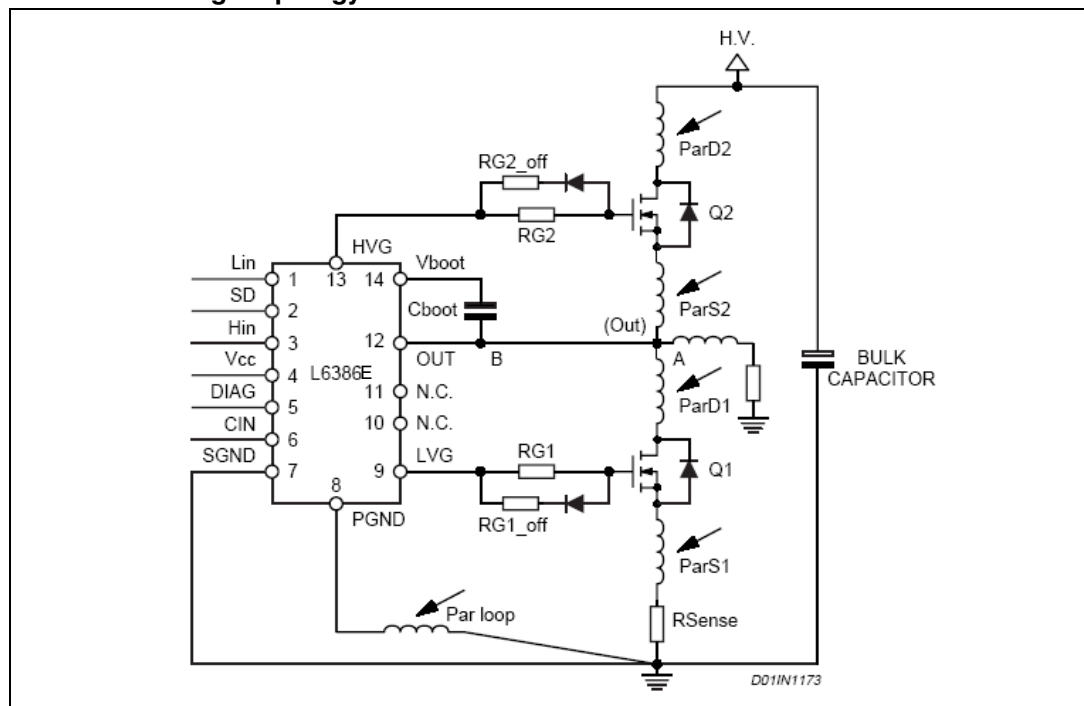 H.V.
ParD2
RG2_off
RG2
Q2
HVG
Lin
1
13
14
Vboot
SD
2
Cboot
ParS2
(Out)
Hin
3
12
OUT
B
A
Vcc
4
L6386E
11
N.C.
BULK
CAPACITOR
DIAG
5
10
N.C.
ParD1
CIN
6
SGND
7
9
LVG
RG1
Q1
8
PGND
RG1_off
ParS1
Par loop
RSense
D01IN1173